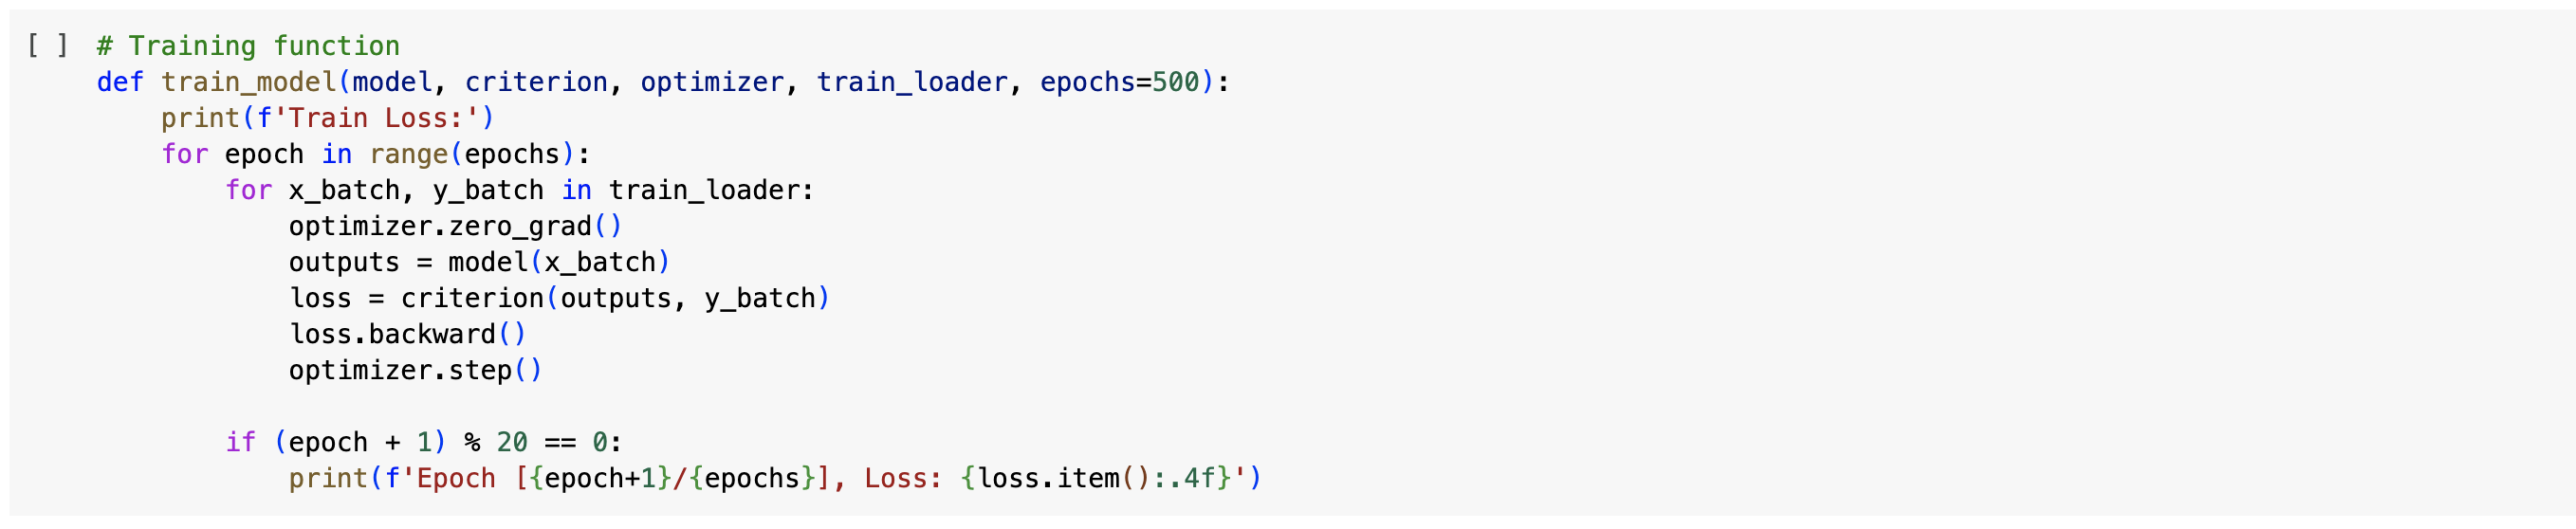 [ ] # Training function
def train_model(model, criterion, optimizer, train_loader, epochs=500):
    print(f'Train Loss:')
    for epoch in range(epochs):
        for x_batch, y_batch in train_loader:
            optimizer.zero_grad()
            outputs = model(x_batch)
            loss = criterion(outputs, y_batch)
            loss.backward()
            optimizer.step()

        if (epoch + 1) % 20 == 0:
            print(f'Epoch [{epoch+1}/{epochs}], Loss: {loss.item():.4f}')